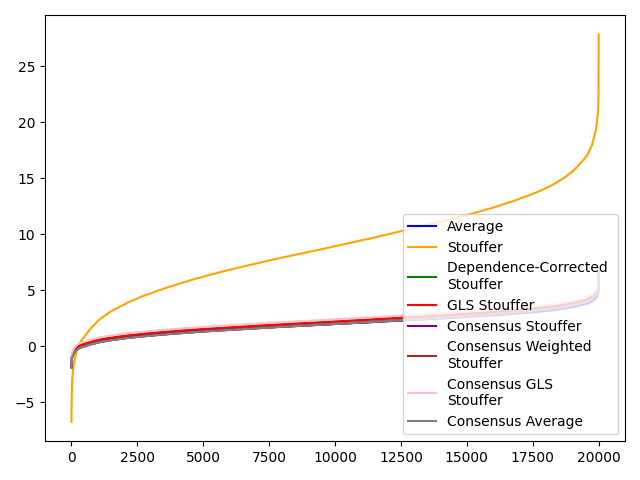 25
20
15
10
5
0
−5
0
2500
5000
7500
10000
12500
15000
17500
20000
Average
Stouffer
Dependence-Corrected
Stouffer
GLS Stouffer
Consensus Stouffer
Consensus Weighted
Stouffer
Consensus GLS
Stouffer
Consensus Average